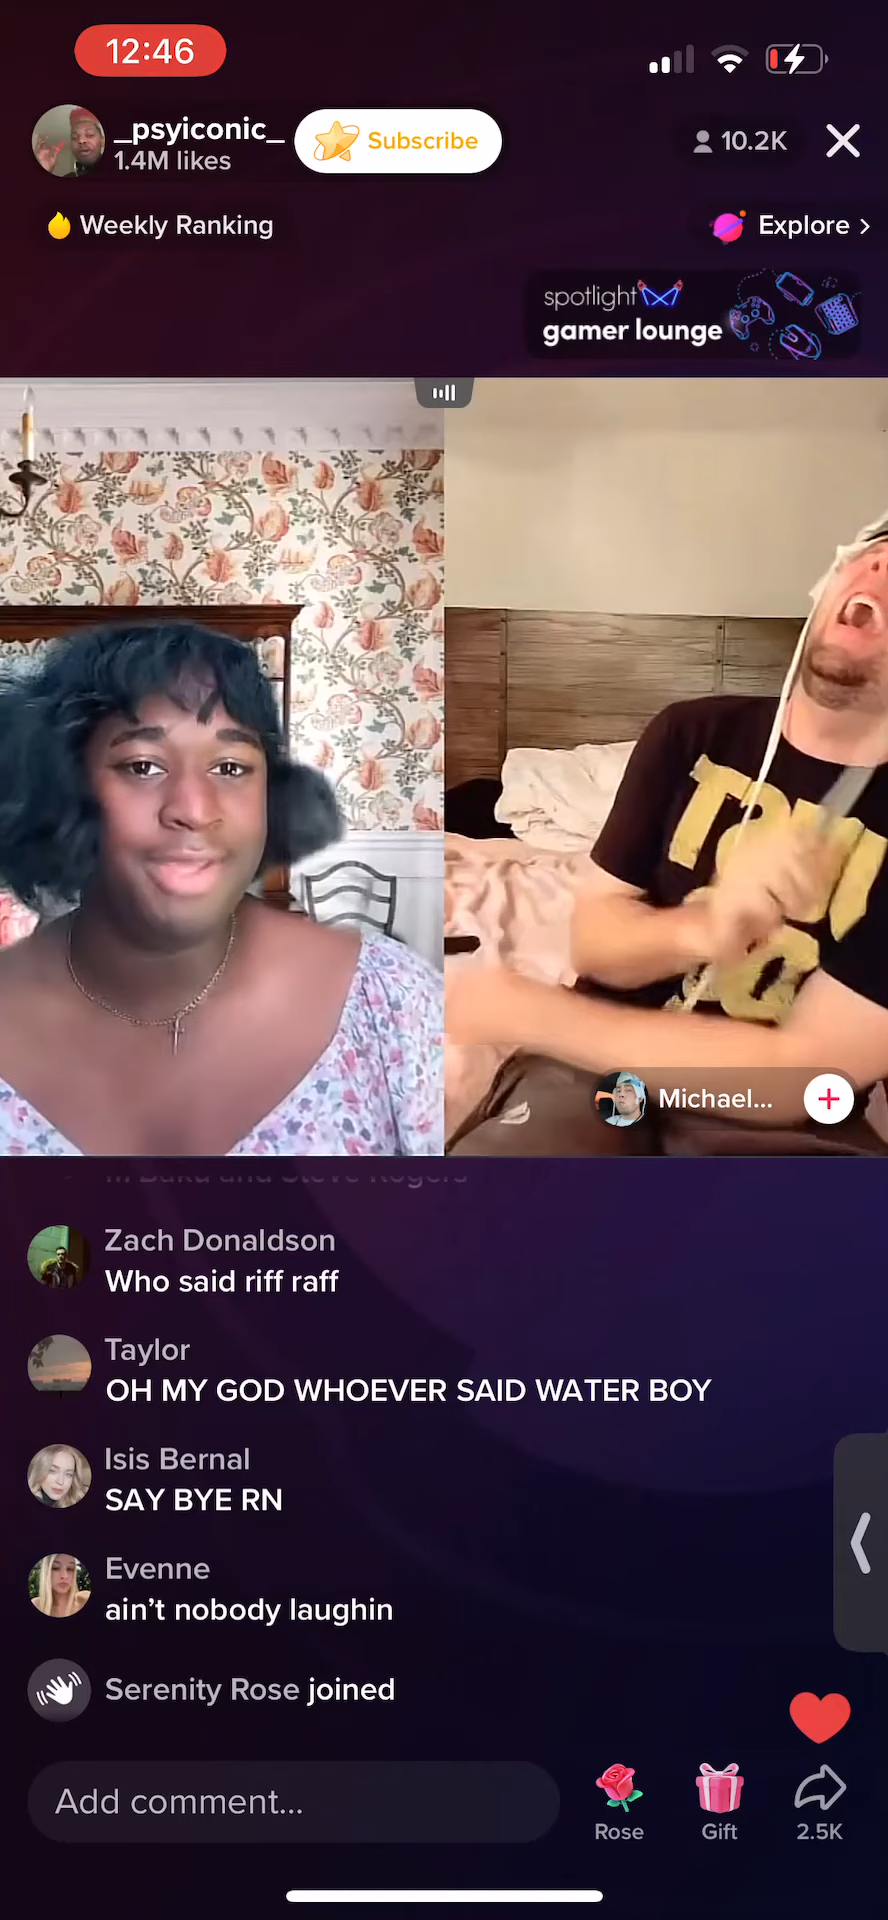 12:46
_psyiconic_
1.4M likes
Subscribe
10.2K
Weekly Ranking
Explore >
spotlight
gamer lounge
Michael...
Zach Donaldson
Who said riff raff
Taylor
OH MY GOD WHOEVER SAID WATER BOY
Isis Bernal
SAY BYE RN
Evenne
ain't nobody laughin
Serenity Rose joined
Add comment...
Rose
Gift
2.5K